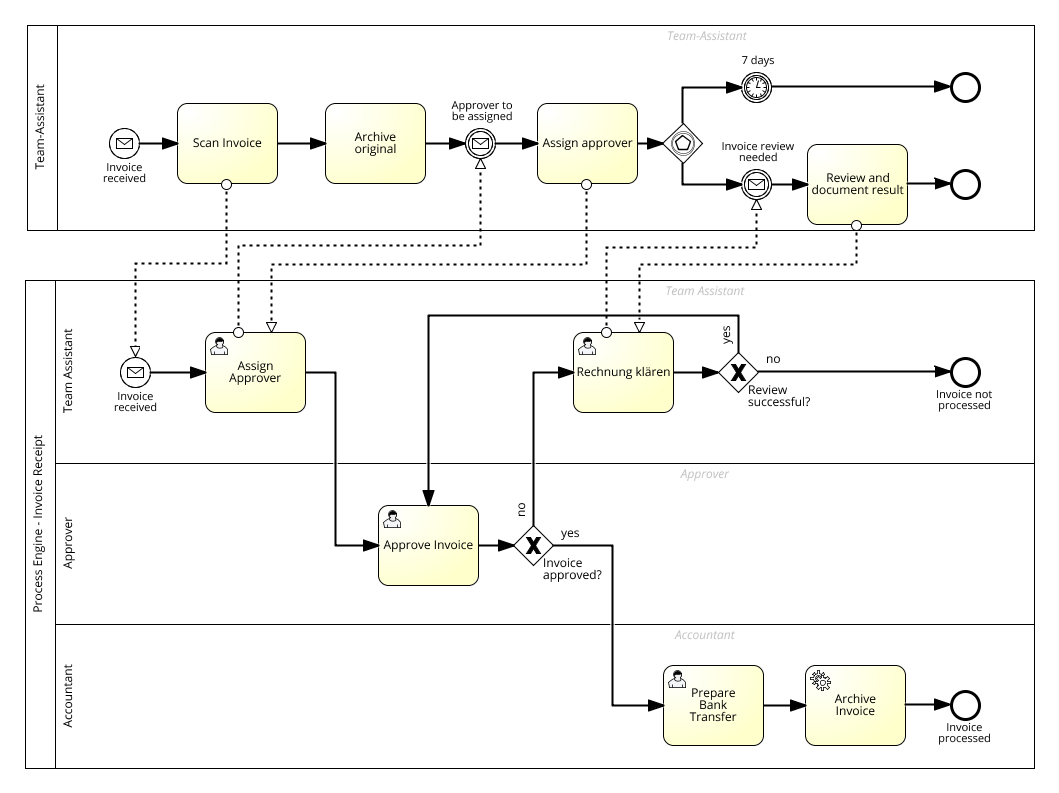 Team-Assistant
Team-Assistant
7 days
Approver to
be assigned
Scan Invoice
Archive
original
Assign approver
Invoice review
needed
Invoice
received
Review and
document result
Process Engine - Invoice Receipt
Team Assistant
Team Assistant
yes
Assign
Approver
Rechnung klären
no
Review
successful?
Invoice
received
Invoice not
processed
Approver
Approver
no
yes
Approve Invoice
Invoice
approved?
Accountant
Accountant
Prepare
Bank
Transfer
Archive
Invoice
Invoice
processed